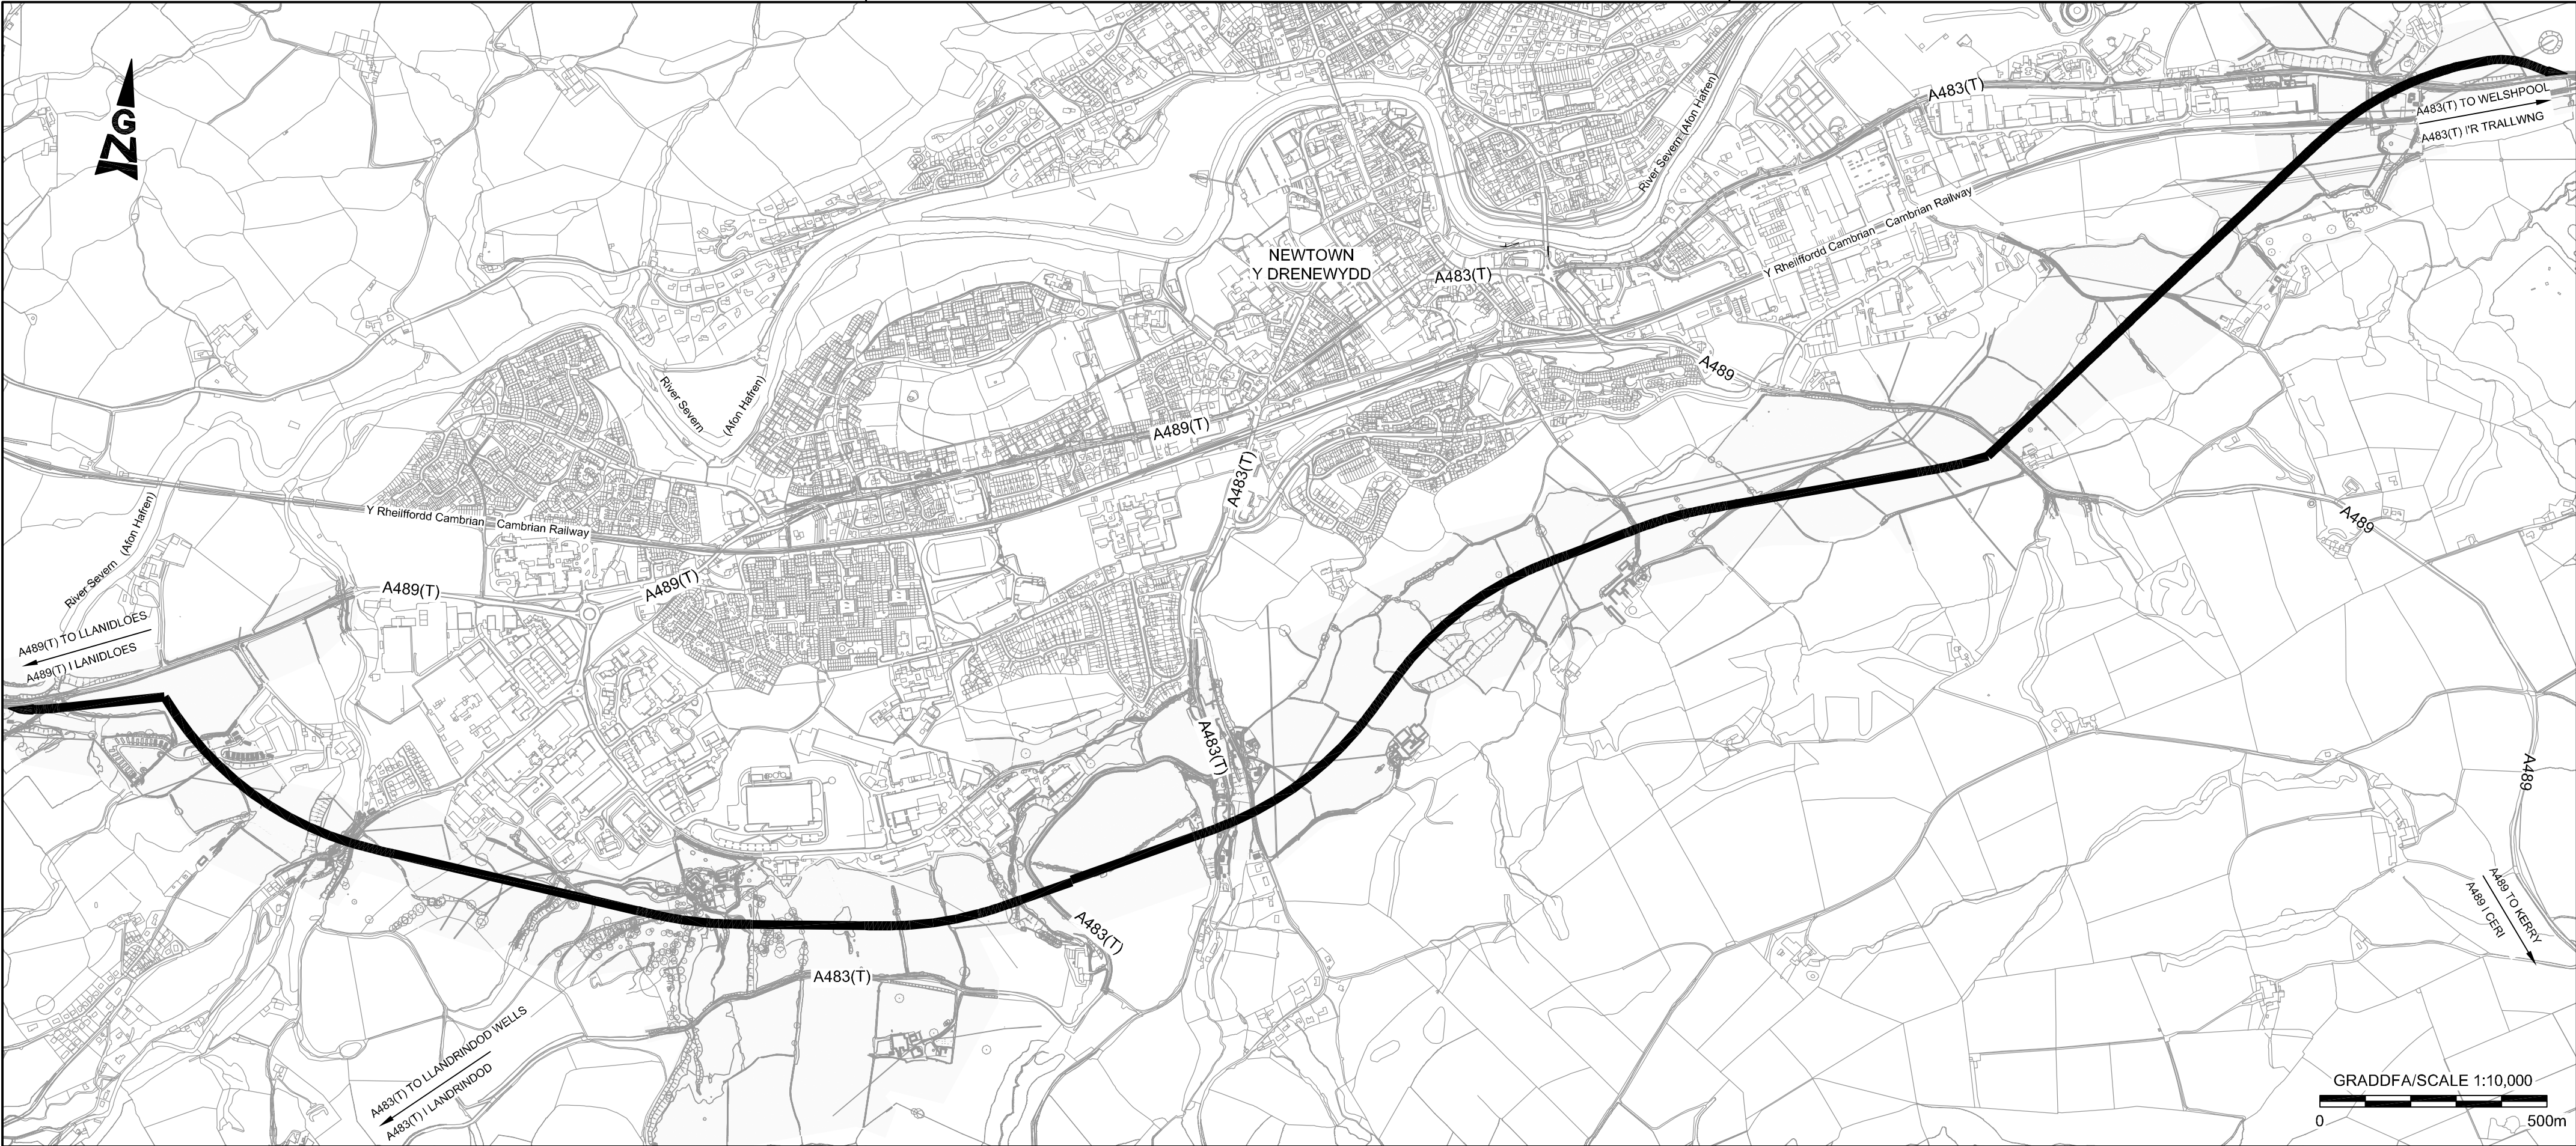 G
N
A483(T)
A483(T) TO WELSHPOOL
A483(T) I'R TRALLWNG
River Severn (Afon Hafren)
Y Rheilffordd Cambrian - Cambrian Railway
NEWTOWN
Y DRENEWYDD
A483(T)
A489
River Severn
(Afon Hafren)
A489(T)
A483(T)
River Severn
(Afon Hafren)
Y Rheilffordd Cambrian - Cambrian Railway
A489(T)
A489(T)
A489
A489(T) TO LLANIDLOES
A489(T) I LANIDLOES
A483(T)
A489
A483(T)
A483(T)
A489 TO KERRY
A489 I CERI
A483(T) TO LLANDRINDOD WELLS
A483(T) I LANDRINDOD
GRADDFA/SCALE 1:10,000
0
500m